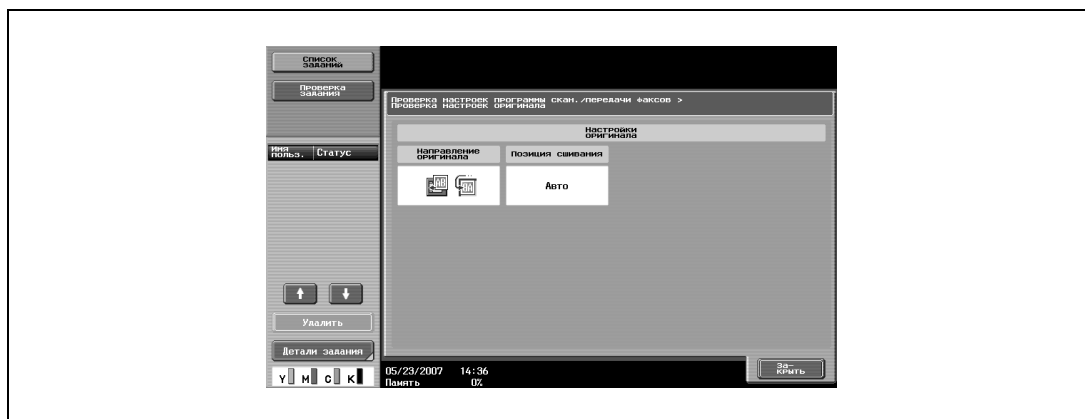 Список
заданий
Проверка
задания
Проверка настроек программы скан./передачи факсов >
Проверка настроек оригинала
Настройки
оригинала
Имя
польз.
Статус
Направление
оригинала
Позиция сшивания
Авто
Удалить
Детали задания
Y M C K
05/23/2007 14:36
Память 0%
За-
крыть